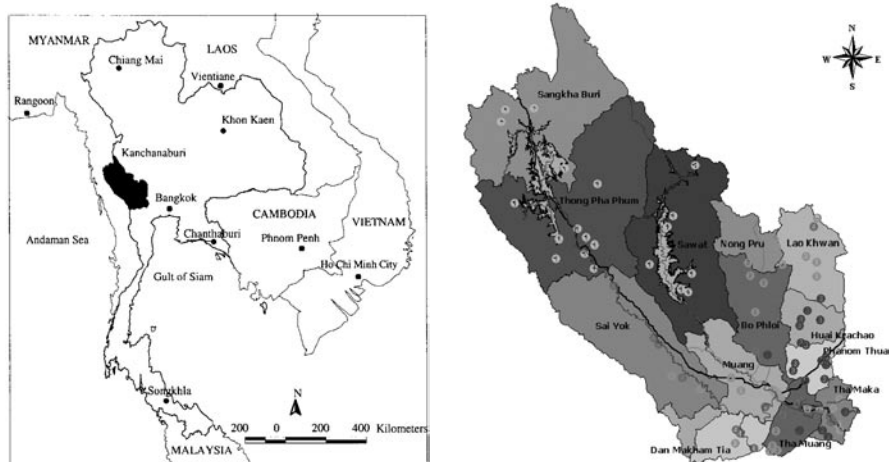 MYANMAR
LAOS
Chiang Mai
Vientiane
Rangoon
Khon Kaen
Kanchanaburi
Bangkok
CAMBODIA
VIETNAM
Chanthaburi
Andaman Sea
Phnom Penh
Gulf of Siam
Ho Chi Minh City
Songkhla
N
200 0 200 400 Kilometers
MALAYSIA
N
W E
S
Sangkha Buri
Thong Pha Phum
Sawat
Nong Pru
Lao Khwan
Sai Yok
Bo Phloi
Huai Krachao
Phanom Thuan
Muang
Tha Maka
Dan Makham Tia
Tha Muang